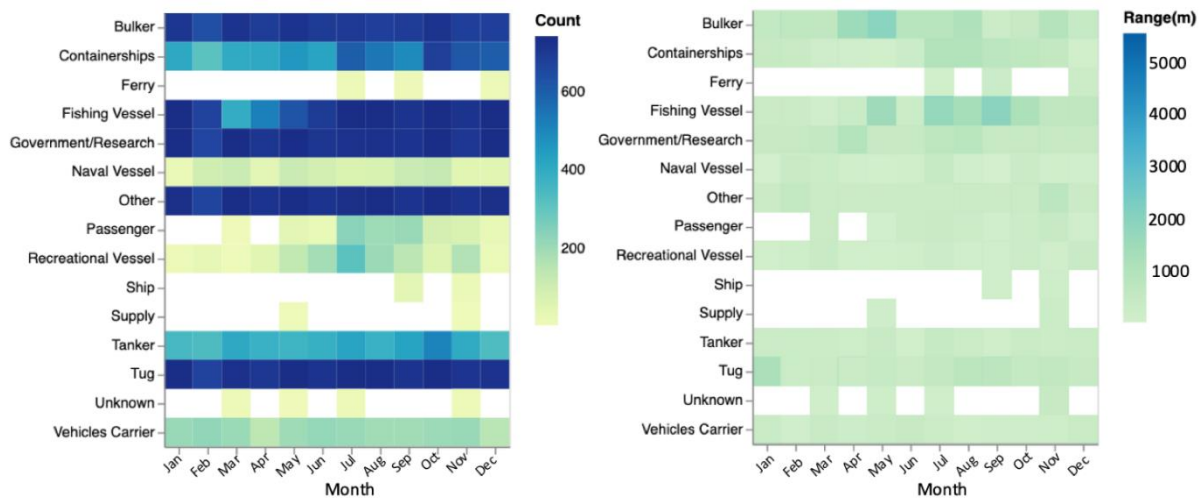 Count
Bulker
Containerships
Ferry
Fishing Vessel
Government/Research
Naval Vessel
Other
Passenger
Recreational Vessel
Ship
Supply
Tanker
Tug
Unknown
Vehicles Carrier
600
400
200
Jan Feb Mar Apr May Jun Jul Aug Sep Oct Nov Dec
Month
Range(m)
Bulker
Containerships
Ferry
Fishing Vessel
Government/Research
Naval Vessel
Other
Passenger
Recreational Vessel
Ship
Supply
Tanker
Tug
Unknown
Vehicles Carrier
5000
4000
3000
2000
1000
Jan Feb Mar Apr May Jun Jul Aug Sep Oct Nov Dec
Month